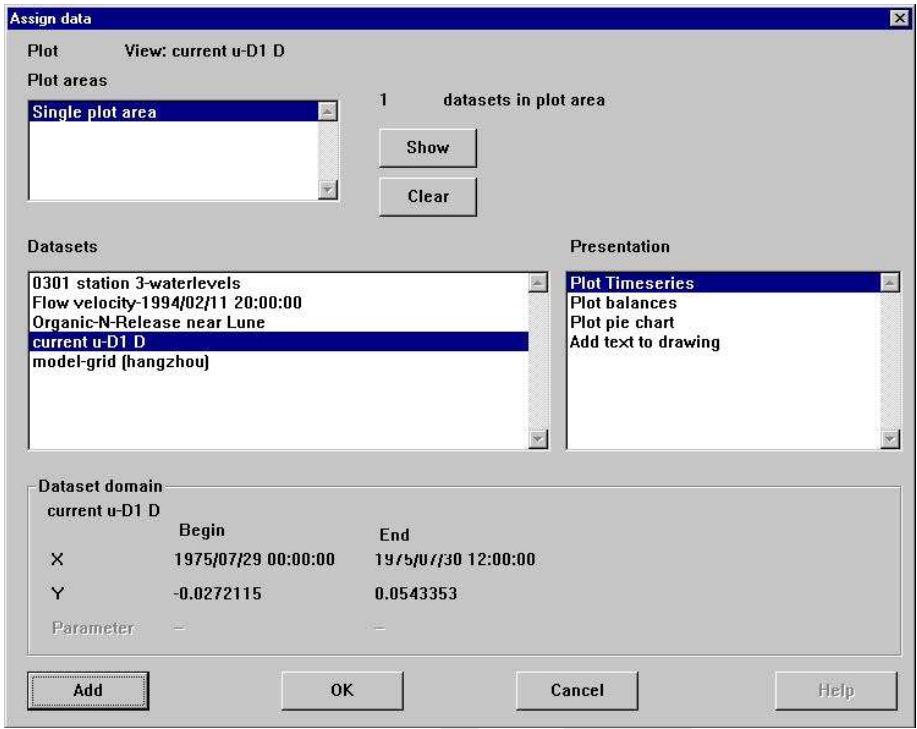 Assign data
Plot View: current u-D1 D
Plot areas
Single plot area
1 datasets in plot area
Show
Clear
Datasets
0301 station 3-waterlevels
Flow velocity-1994/02/11 20:00:00
Organic-N-Release near Lune
current u-D1 D
model-grid (hangzhou)
Presentation
Plot Timeseries
Plot balances
Plot pie chart
Add text to drawing
Dataset domain
current u-D1 D
Begin End
X 1975/07/29 00:00:00 1975/07/30 12:00:00
Y -0.0272115 0.0543353
Parameter – –
Add OK Cancel Help